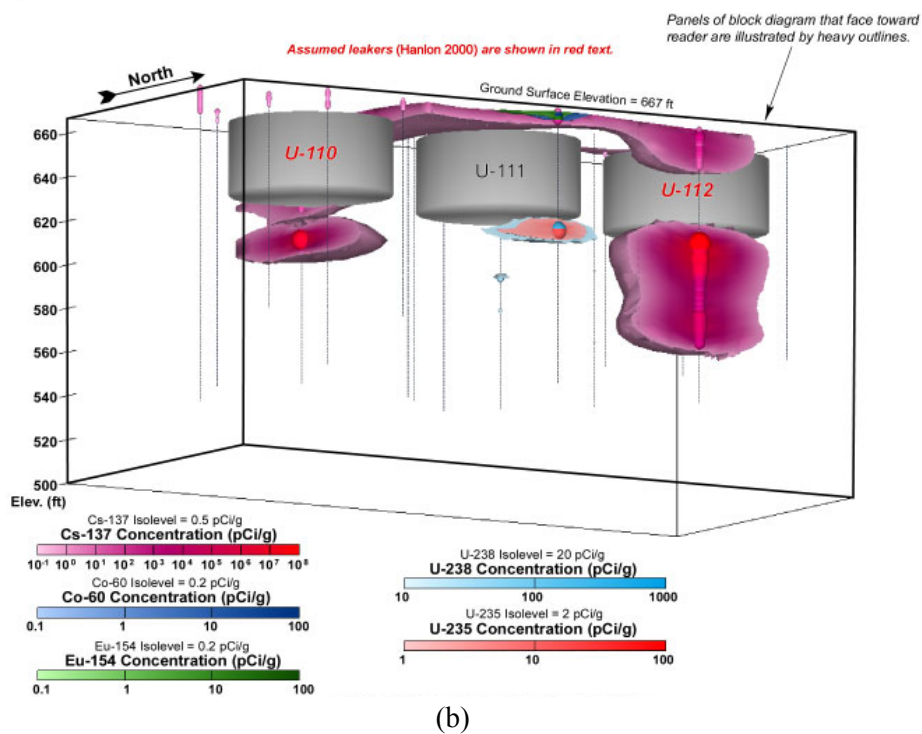 Panels of block diagram that face toward
reader are illustrated by heavy outlines.
Assumed leakers (Hanlon 2000) are shown in red text.
North
Ground Surface Elevation = 667 ft
660
640
620
600
580
560
540
520
500
Elev. (ft)
U-110
U-111
U-112
Cs-137 Isolevel = 0.5 pCi/g
Cs-137 Concentration (pCi/g)
10⁻¹ 10⁰ 10¹ 10² 10³ 10⁴ 10⁵ 10⁶ 10⁷ 10⁸
Co-60 Isolevel = 0.2 pCi/g
Co-60 Concentration (pCi/g)
0.1 1 10 100
Eu-154 Isolevel = 0.2 pCi/g
Eu-154 Concentration (pCi/g)
0.1 1 10 100
U-238 Isolevel = 20 pCi/g
U-238 Concentration (pCi/g)
10 100 1000
U-235 Isolevel = 2 pCi/g
U-235 Concentration (pCi/g)
1 10 100
(b)